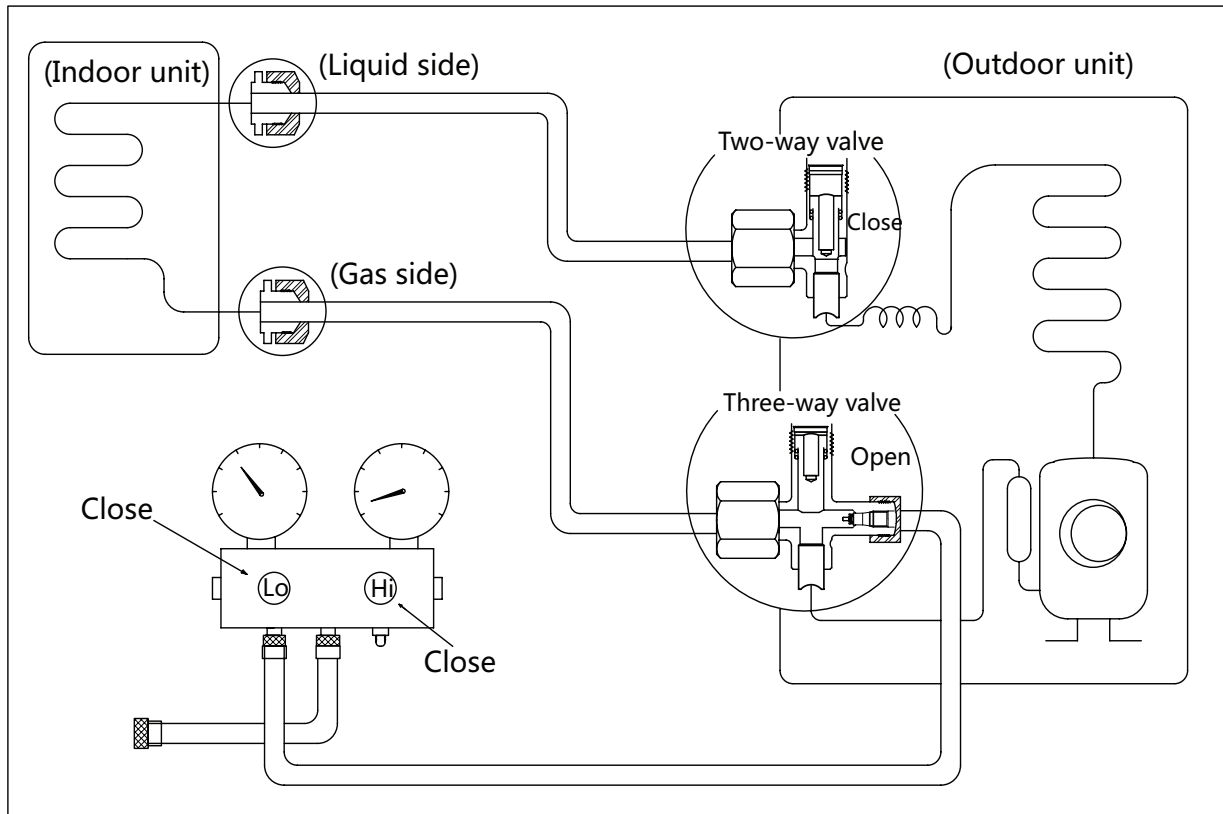 (Indoor unit)
(Liquid side)
(Outdoor unit)
Two-way valve
Close
(Gas side)
Three-way valve
Open
Close
Lo
Hi
Close